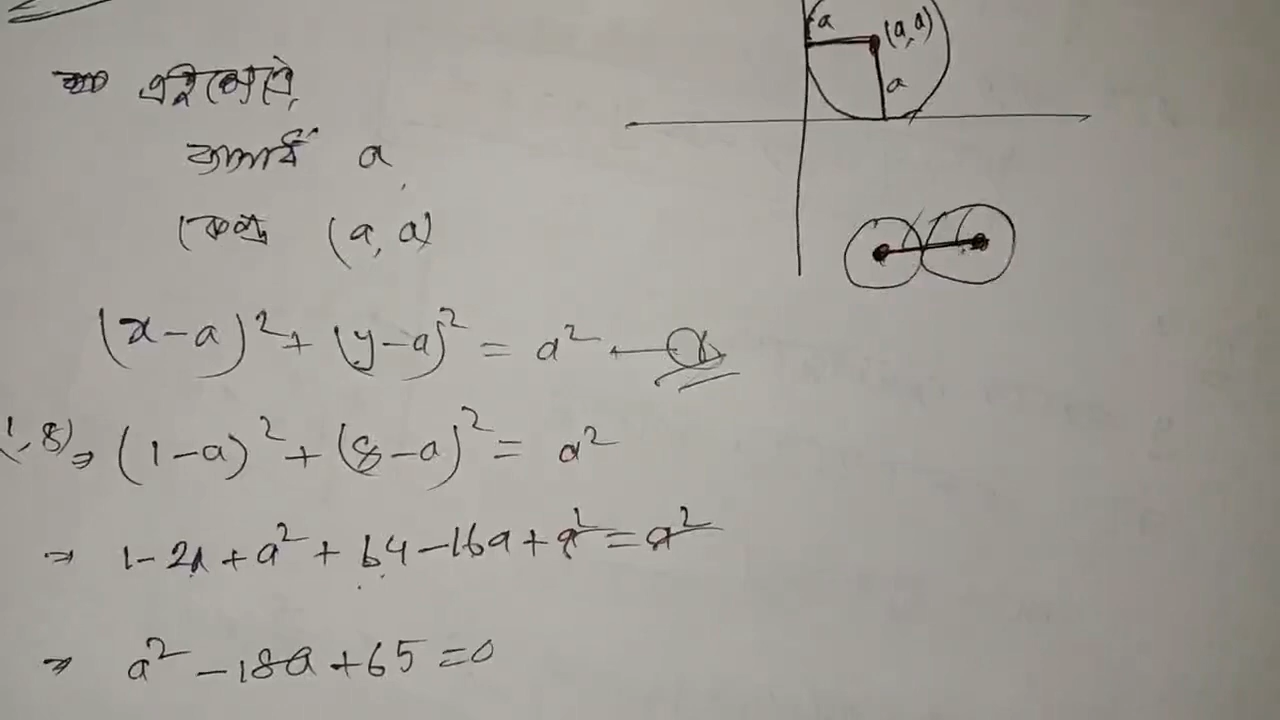 a (a, a)
a
এইক্ষেত্রে,
ব্যাসার্ধ a,
কেন্দ্র (a, a)
(x-a)² + (y-a)² = a²
1, 8) ⇒ (1-a)² + (8-a)² = a²
⇒ 1-2a + a² + 64 - 16a + a² = a²
⇒ a² - 18a + 65 = 0